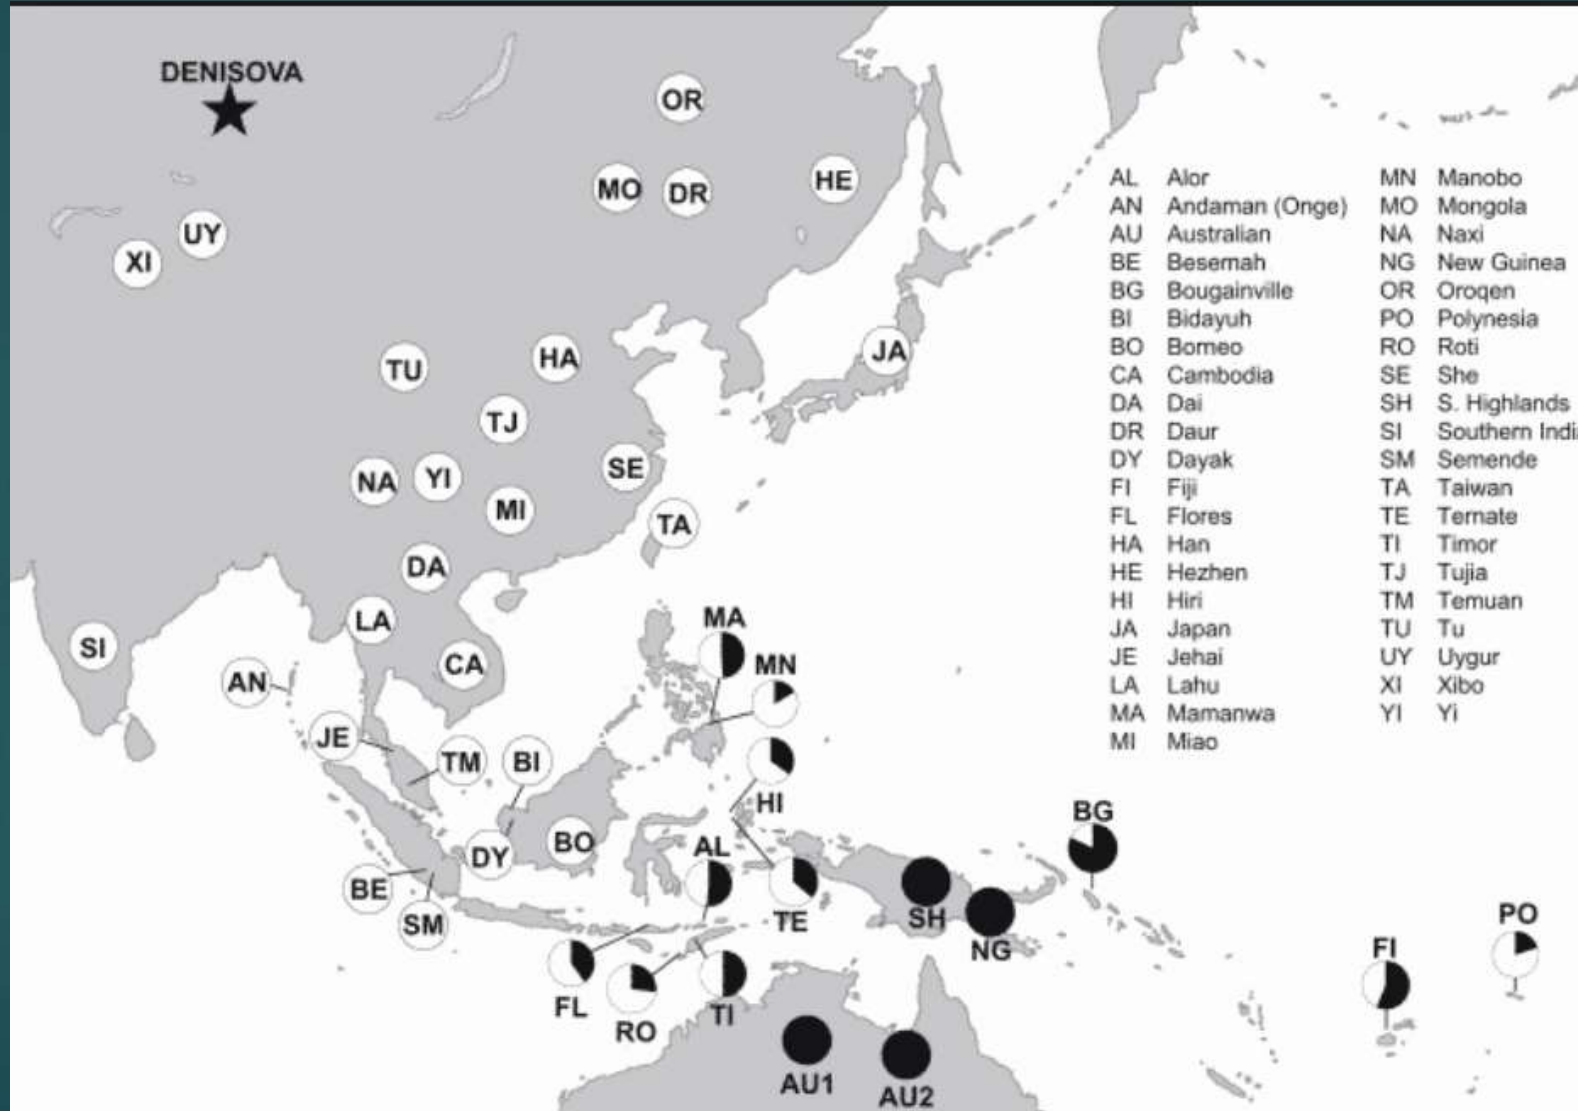 DENISOVA
OR
MO
DR
HE
UY
XI
JA
HA
TU
TJ
SE
NA
YI
MI
TA
DA
LA
SI
CA
AN
MA
MN
JE
TM
BI
HI
BO
DY
AL
BE
SM
TE
SH
NG
BG
PO
FI
FL
RO
TI
AU1
AU2
AL Alor
AN Andaman (Onge)
AU Australian
BE Besemah
BG Bougainville
BI Bidayuh
BO Borneo
CA Cambodia
DA Dai
DR Daur
DY Dayak
FI Fiji
FL Flores
HA Han
HE Hezhen
HI Hiri
JA Japan
JE Jehai
LA Lahu
MA Mamanwa
MI Miao
MN Manobo
MO Mongola
NA Naxi
NG New Guinea
OR Oroqen
PO Polynesia
RO Roti
SE She
SH S. Highlands
SI Southern India
SM Semende
TA Taiwan
TE Ternate
TI Timor
TJ Tujia
TM Temuan
TU Tu
UY Uygur
XI Xibo
YI Yi